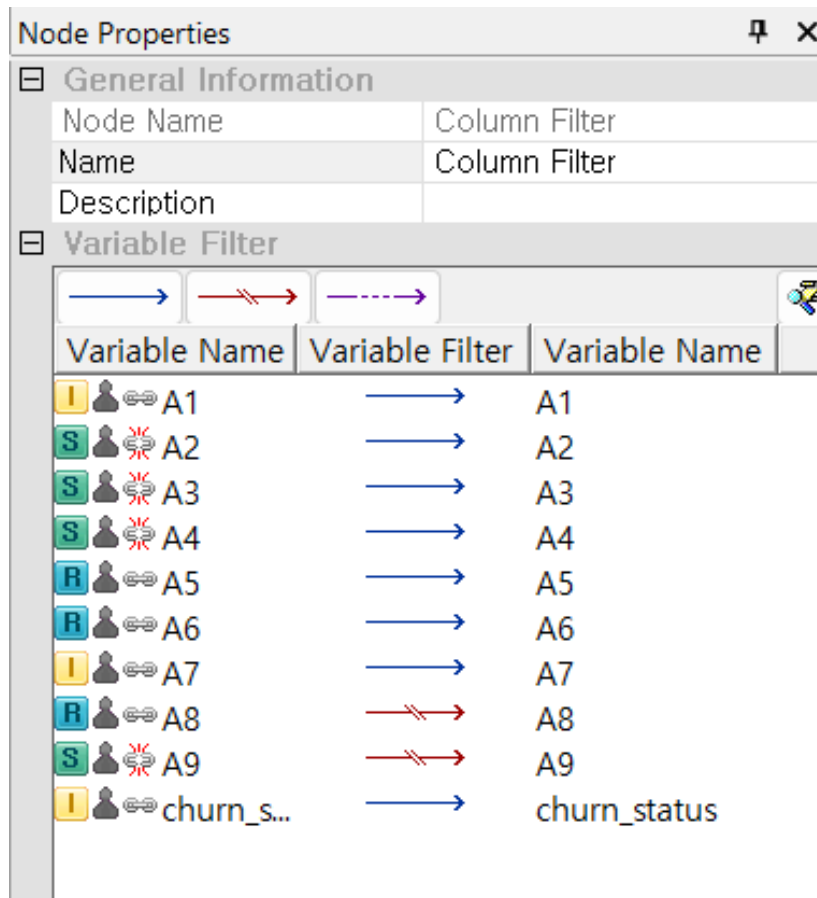 Node Properties
General Information
Node Name Column Filter
Name Column Filter
Description
Variable Filter
Variable Name Variable Filter Variable Name
I A1 A1
S A2 A2
S A3 A3
S A4 A4
R A5 A5
R A6 A6
I A7 A7
R A8 A8
S A9 A9
I churn_s... churn_status